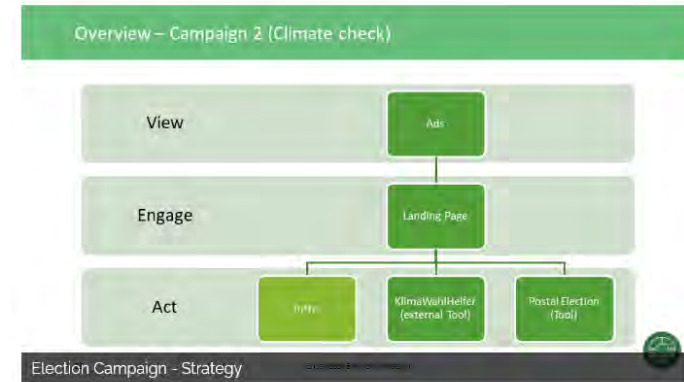 Overview – Campaign 2 (Climate check)
View
Ads
Engage
Landing Page
Act
KlimaWahlHelfer
(external Tool)
Postal Election
(Tool)
Election Campaign - Strategy